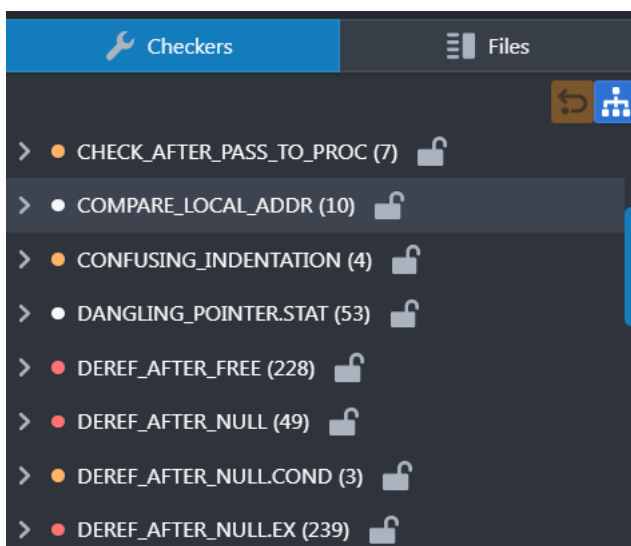 Checkers
Files
CHECK_AFTER_PASS_TO_PROC (7)
COMPARE_LOCAL_ADDR (10)
CONFUSING_INDENTATION (4)
DANGLING_POINTER.STAT (53)
DEREF_AFTER_FREE (228)
DEREF_AFTER_NULL (49)
DEREF_AFTER_NULL.COND (3)
DEREF_AFTER_NULL.EX (239)